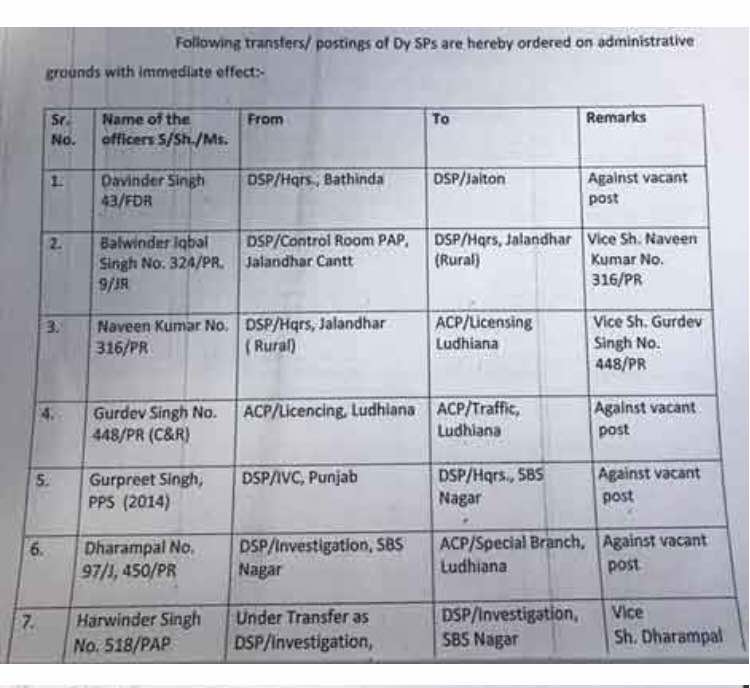 Following transfers/ postings of Dy SPs are hereby ordered on administrative
grounds with immediate effect:-
Sr. No. Name of the officers S/Sh./Ms. From To Remarks
1. Davinder Singh 43/FDR DSP/Hqrs., Bathinda DSP/Jaiton Against vacant post
2. Balwinder Iqbal Singh No. 324/PR, 9/JR DSP/Control Room PAP, Jalandhar Cantt DSP/Hqrs, Jalandhar (Rural) Vice Sh. Naveen Kumar No. 316/PR
3. Naveen Kumar No. 316/PR DSP/Hqrs, Jalandhar ( Rural) ACP/Licensing Ludhiana Vice Sh. Gurdev Singh No. 448/PR
4. Gurdev Singh No. 448/PR (C&R) ACP/Licencing, Ludhiana ACP/Traffic, Ludhiana Against vacant post
5. Gurpreet Singh, PPS (2014) DSP/IVC, Punjab DSP/Hqrs., SBS Nagar Against vacant post
6. Dharampal No. 97/J, 450/PR DSP/Investigation, SBS Nagar ACP/Special Branch, Ludhiana Against vacant post
7. Harwinder Singh No. 518/PAP Under Transfer as DSP/Investigation, DSP/Investigation, SBS Nagar Vice Sh. Dharampal